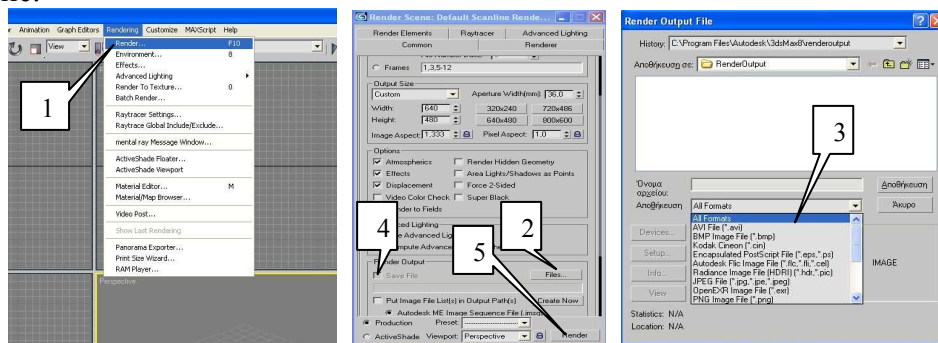 Animation Graph Editors Rendering Customize MAXScript Help
View
Render... F10
Environment... 8
Effects...
Advanced Lighting
Render To Texture... 0
Batch Render...
Raytracer Settings...
Raytrace Global Include/Exclude...
mental ray Message Window...
ActiveShade Floater...
ActiveShade Viewport
Material Editor... M
Material/Map Browser...
Video Post...
Show Last Rendering
Panorama Exporter...
Print Size Wizard...
RAM Player...
Perspective
1
Render Scene: Default Scanline Rende...
Render Elements Raytracer Advanced Lighting
Common Renderer
Frames 1,3,5-12
Output Size
Custom Aperture Width(mm): 36,0
Width: 640 320x240 720x486
Height: 480 640x480 800x600
Image Aspect: 1,333 Pixel Aspect: 1,0
Options
Atmospherics Render Hidden Geometry
Effects Area Lights/Shadows as Points
Displacement Force 2-Sided
Video Color Check Super Black
to Fields
Lighting
Advanced
Render Output
Save File Files...
Put Image File List(s) in Output Path(s) Create Now
Autodesk ME Image Sequence File (.imsq)
Production Preset:
ActiveShade Viewport: Perspective Render
4
5
2
Render Output File
History: C:\Program Files\Autodesk\3dsMax8\renderoutput
Αποθήκευση σε: RenderOutput
Όνομα
αρχείου:
Αποθήκευση
Αποθήκευση All Formats Άκυρο
All Formats
AVI File (*.avi)
BMP Image File (*.bmp)
Kodak Cineon (*.cin)
Encapsulated PostScript File (*.eps,*.ps)
Autodesk Flic Image File (*.flc,*.fli,*.cel)
Radiance Image File (HDRI) (*.hdr,*.pic)
JPEG File (*.jpg,*.jpe,*.jpeg)
OpenEXR Image File (*.exr)
PNG Image File (*.png)
Devices...
Setup...
Info...
View
IMAGE
Statistics: N/A
Location: N/A
3